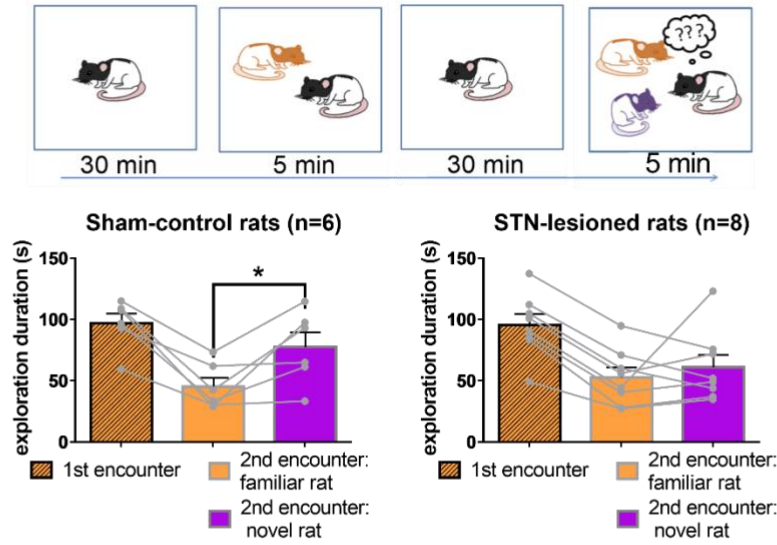 ???
30 min
5 min
30 min
5 min
Sham-control rats (n=6)
exploration duration (s)
150
100
50
0
*
1st encounter
2nd encounter:
familiar rat
2nd encounter:
novel rat
STN-lesioned rats (n=8)
exploration duration (s)
150
100
50
0
1st encounter
2nd encounter:
familiar rat
2nd encounter:
novel rat